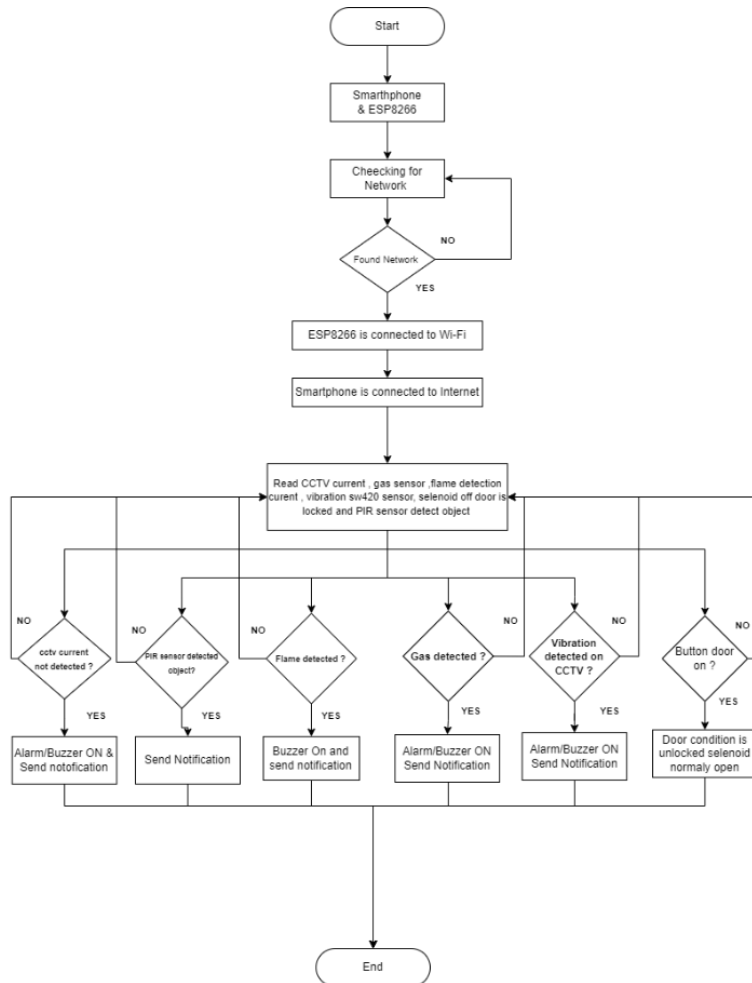 Start
Smarthphone
& ESP8266
Cheecking for
Network
NO
Found Network
YES
ESP8266 is connected to Wi-Fi
Smartphone is connected to Internet
Read CCTV current , gas sensor ,flame detection
curent , vibration sw420 sensor, selenoid off door is
locked and PIR sensor detect object
NO
cctv current
not detected ?
YES
NO
PIR sensor detected
object?
YES
NO
Flame detected ?
YES
Gas detected ?
NO
YES
Vibration
detected on
CCTV ?
NO
YES
Button door
on ?
NO
YES
Alarm/Buzzer ON &
Send notofication
Send Notification
Buzzer On and
send notification
Alarm/Buzzer ON
Send Notification
Alarm/Buzzer ON
Send Notification
Door condition is
unlocked selenoid
normaly open
End